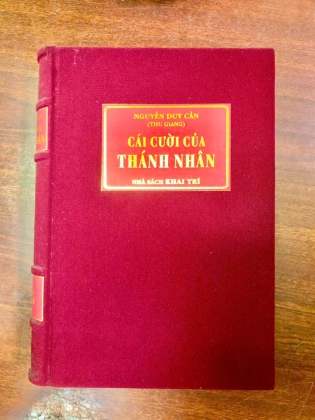 NGUYỄN DUY CẦN
(THU GIANG)
CÁI CƯỜI CỦA
THÁNH NHÂN
NHÀ SÁCH KHAI TRÍ